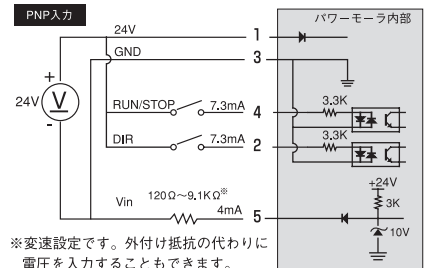 PNP入力
パワーモーラ内部
24V
1
GND
3
+
24V
V
-
RUN/STOP
7.3mA
4
3.3K
DIR
7.3mA
2
3.3K
+24V
3K
Vin
120Ω～9.1KΩ※
4mA
5
10V
※変速設定です。外付け抵抗の代わりに
電圧を入力することもできます。